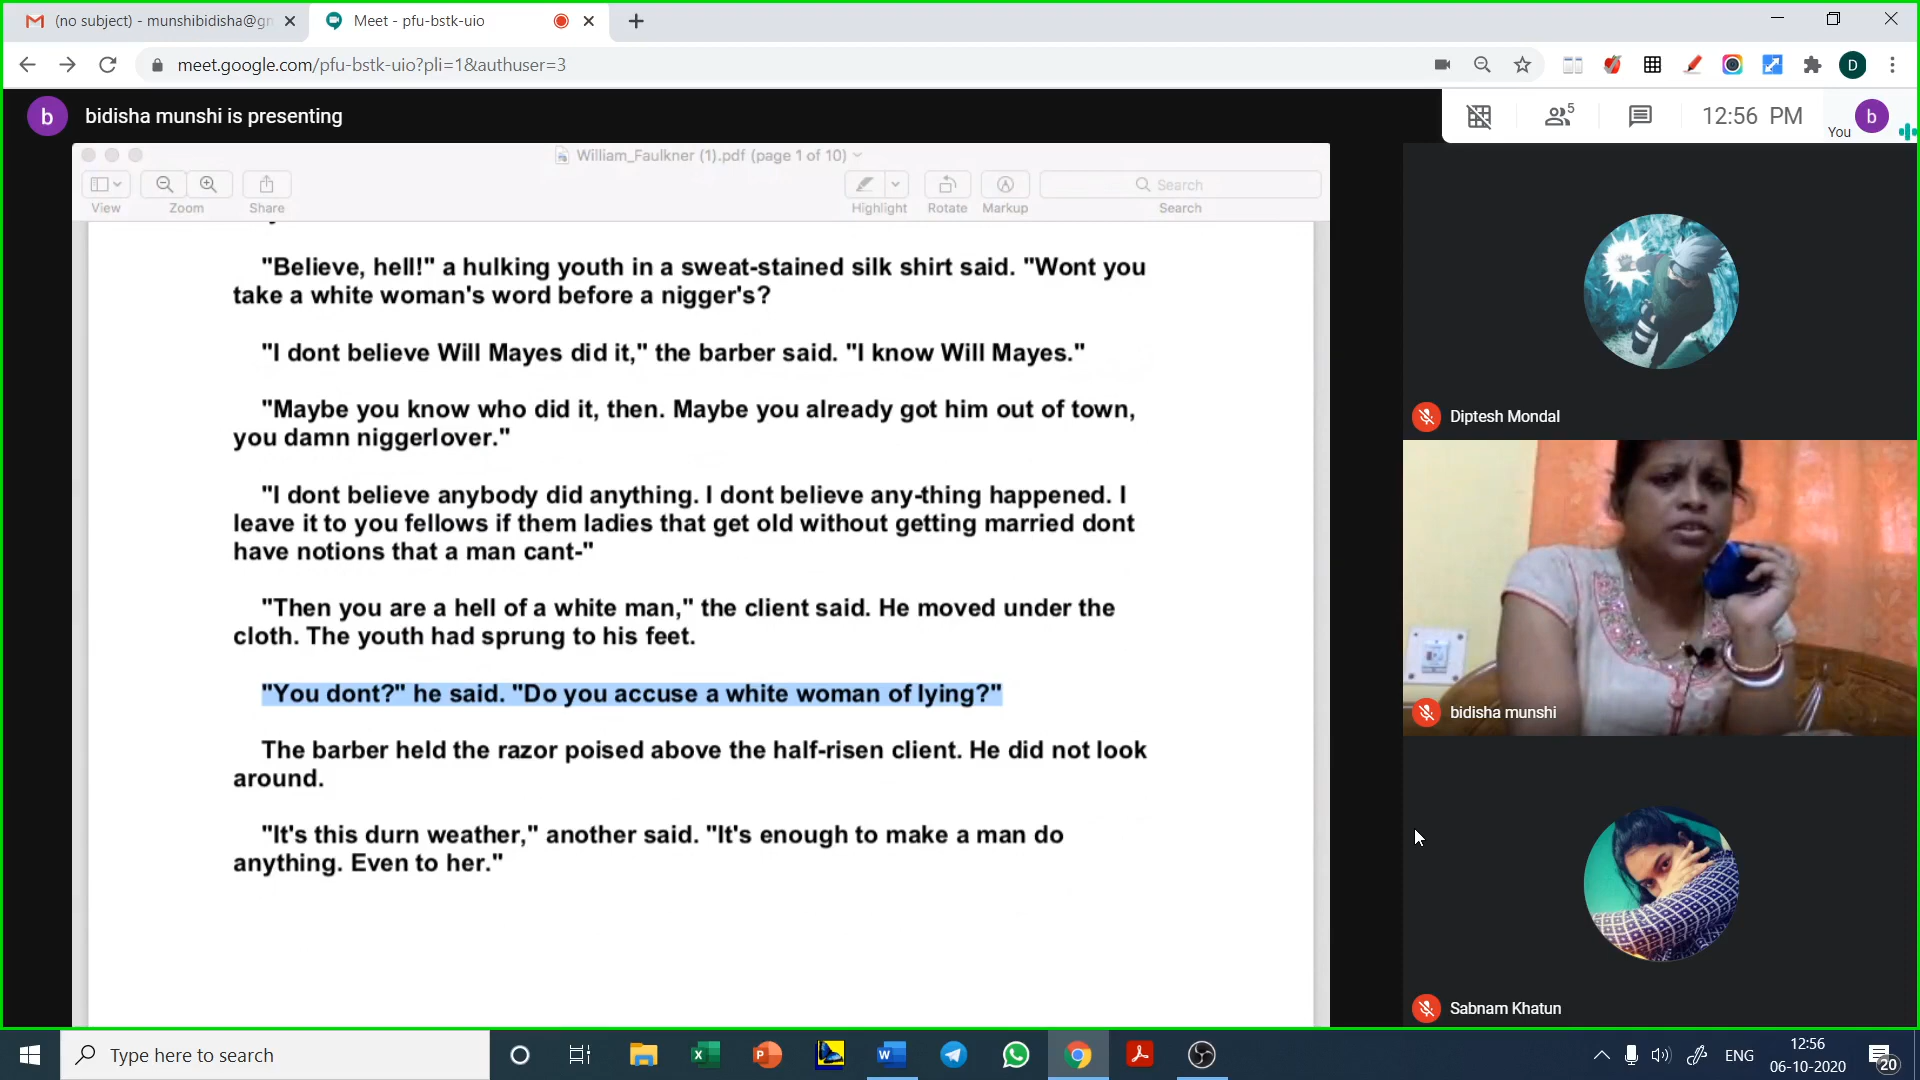 (no subject) - munshibidisha@gm
Meet - pfu-bstk-uio
meet.google.com/pfu-bstk-uio?pli=1&authuser=3
D
b
bidisha munshi is presenting
5
12:56 PM
You
b
William_Faulkner (1).pdf (page 1 of 10)
View
Zoom
Share
Highlight
Rotate
Markup
Search
Search
"Believe, hell!" a hulking youth in a sweat-stained silk shirt said. "Wont you
take a white woman's word before a nigger's?
"I dont believe Will Mayes did it," the barber said. "I know Will Mayes."
"Maybe you know who did it, then. Maybe you already got him out of town,
you damn niggerlover."
"I dont believe anybody did anything. I dont believe any-thing happened. I
leave it to you fellows if them ladies that get old without getting married dont
have notions that a man cant-"
"Then you are a hell of a white man," the client said. He moved under the
cloth. The youth had sprung to his feet.
"You dont?" he said. "Do you accuse a white woman of lying?"
The barber held the razor poised above the half-risen client. He did not look
around.
"It's this durn weather," another said. "It's enough to make a man do
anything. Even to her."
Diptesh Mondal
bidisha munshi
Sabnam Khatun
Type here to search
ENG
12:56
06-10-2020
20